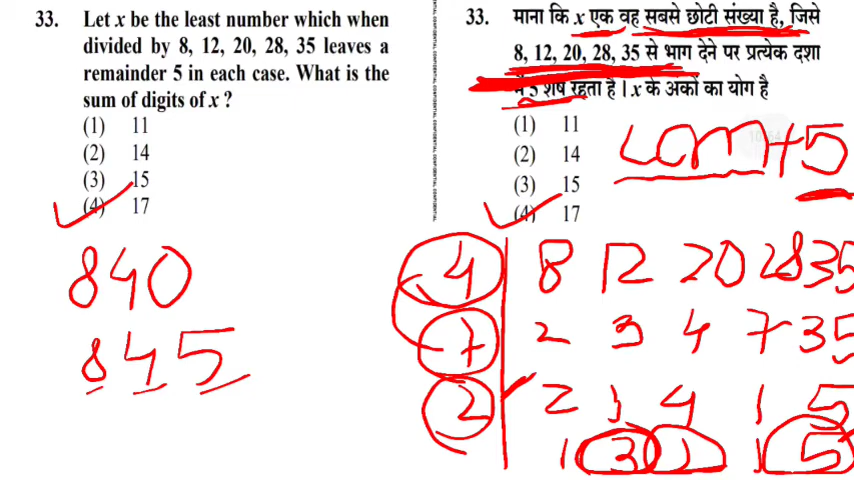 33. Let x be the least number which when
divided by 8, 12, 20, 28, 35 leaves a
remainder 5 in each case. What is the
sum of digits of x ?
(1) 11
(2) 14
(3) 15
(4) 17
840
845
33. माना कि x एक वह सबसे छोटी संख्या है, जिसे
8, 12, 20, 28, 35 से भाग देने पर प्रत्येक दशा
में 5 शेष रहता है। x के अंकों का योग है
(1) 11
(2) 14
(3) 15
(4) 17
LCM+5
4 8 12 20 28 35
7 2 3 4 7 35
2 2 3 4 1 5
1 3 1 1 5